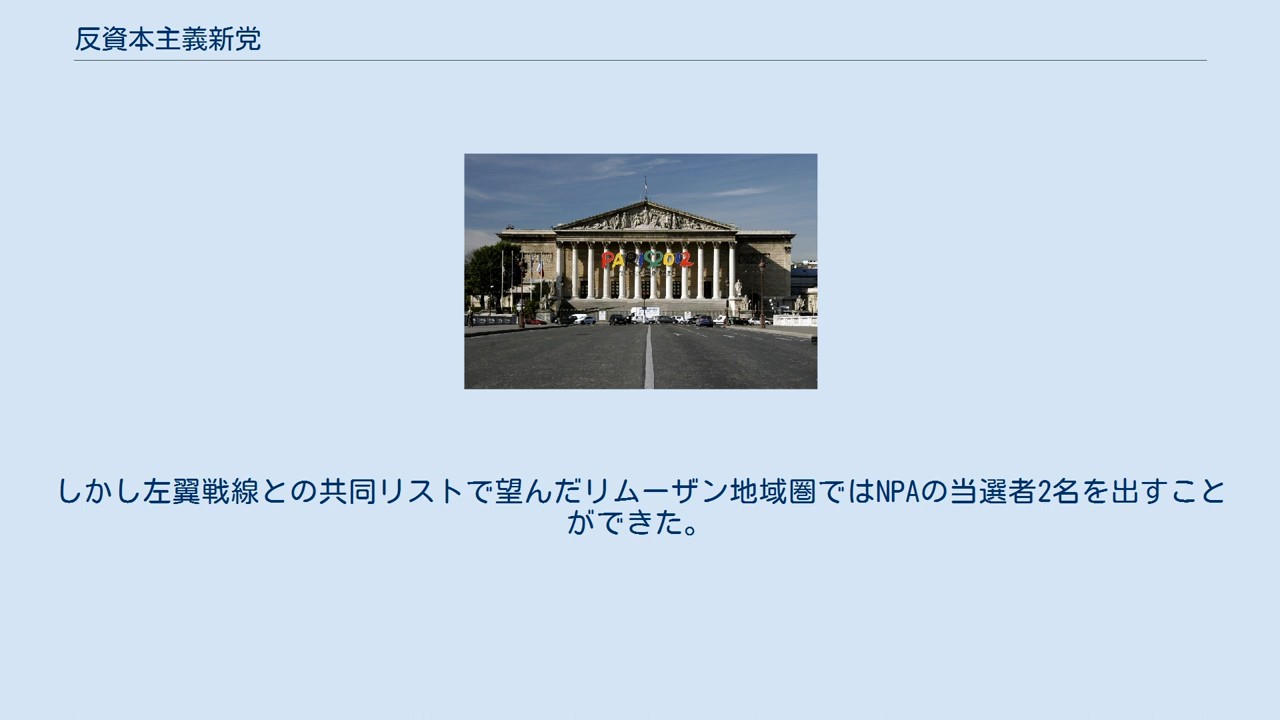 反資本主義新党
PARIS2012
しかし左翼戦線との共同リストで望んだリムーザン地域圏ではNPAの当選者2名を出すこと
ができた。